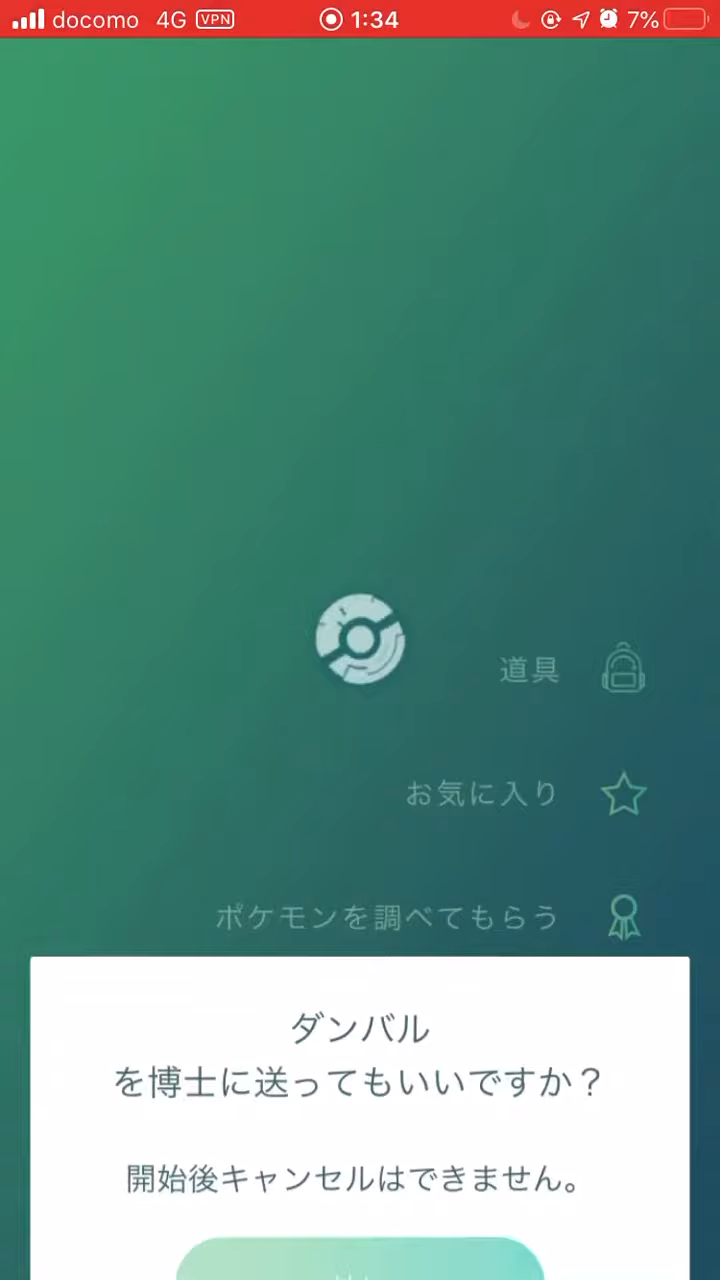 docomo 4G VPN 1:34 7%
道具
お気に入り
ポケモンを調べてもらう
ダンバル
を博士に送ってもいいですか？
開始後キャンセルはできません。